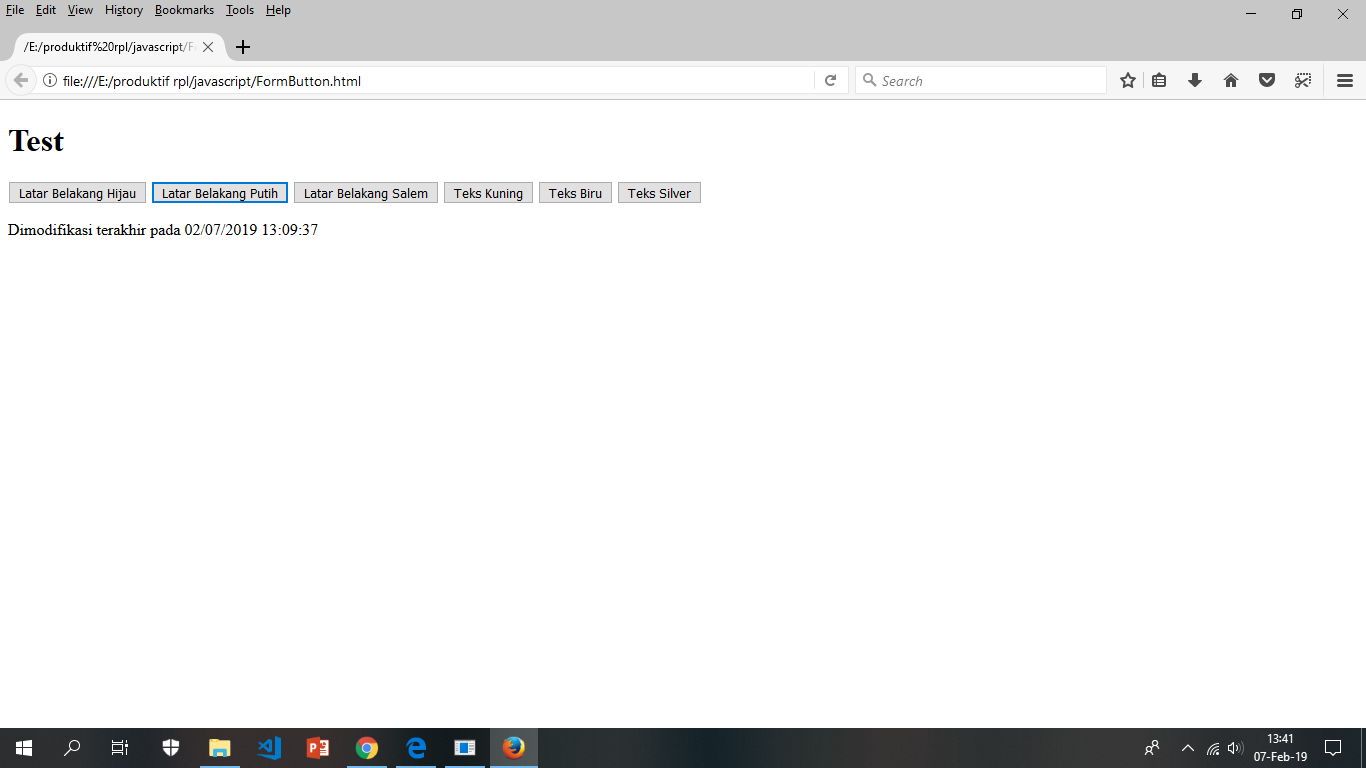 File Edit View History Bookmarks Tools Help
/E:/produktif%20rpl/javascript/F
file:///E:/produktif rpl/javascript/FormButton.html
Search
Test
Latar Belakang Hijau Latar Belakang Putih Latar Belakang Salem Teks Kuning Teks Biru Teks Silver
Dimodifikasi terakhir pada 02/07/2019 13:09:37
13:41
07-Feb-19